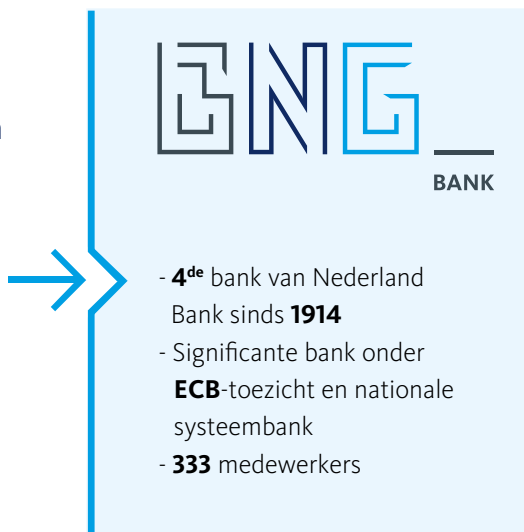 BNG
BANK
- 4de bank van Nederland
Bank sinds 1914
- Significante bank onder
ECB-toezicht en nationale
systeembank
- 333 medewerkers